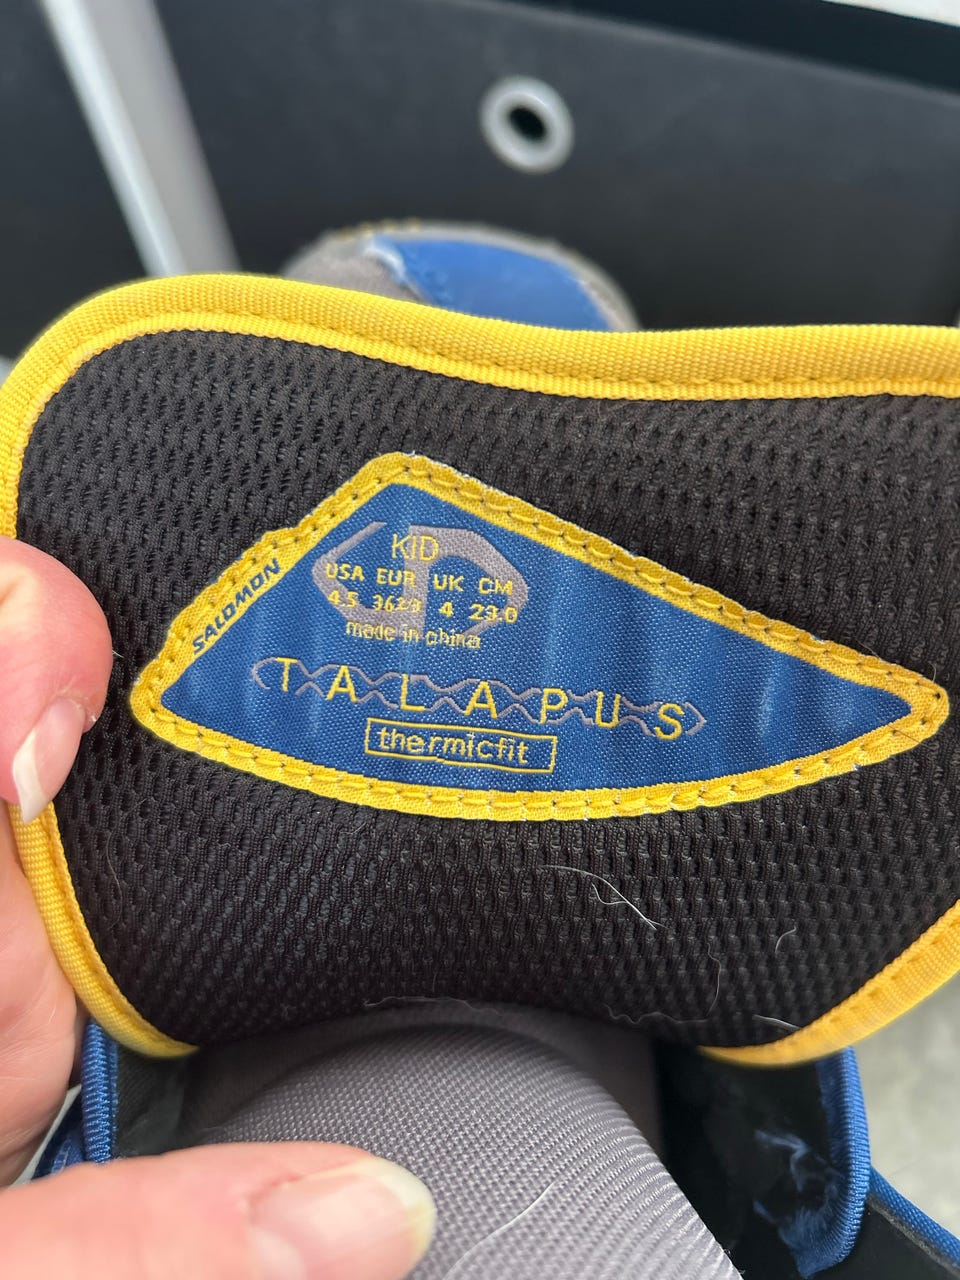 SALOMON
KID
USA EUR UK CM
4.5 36 2/3 4 23.0
made in china
TALAPUS
thermicfit